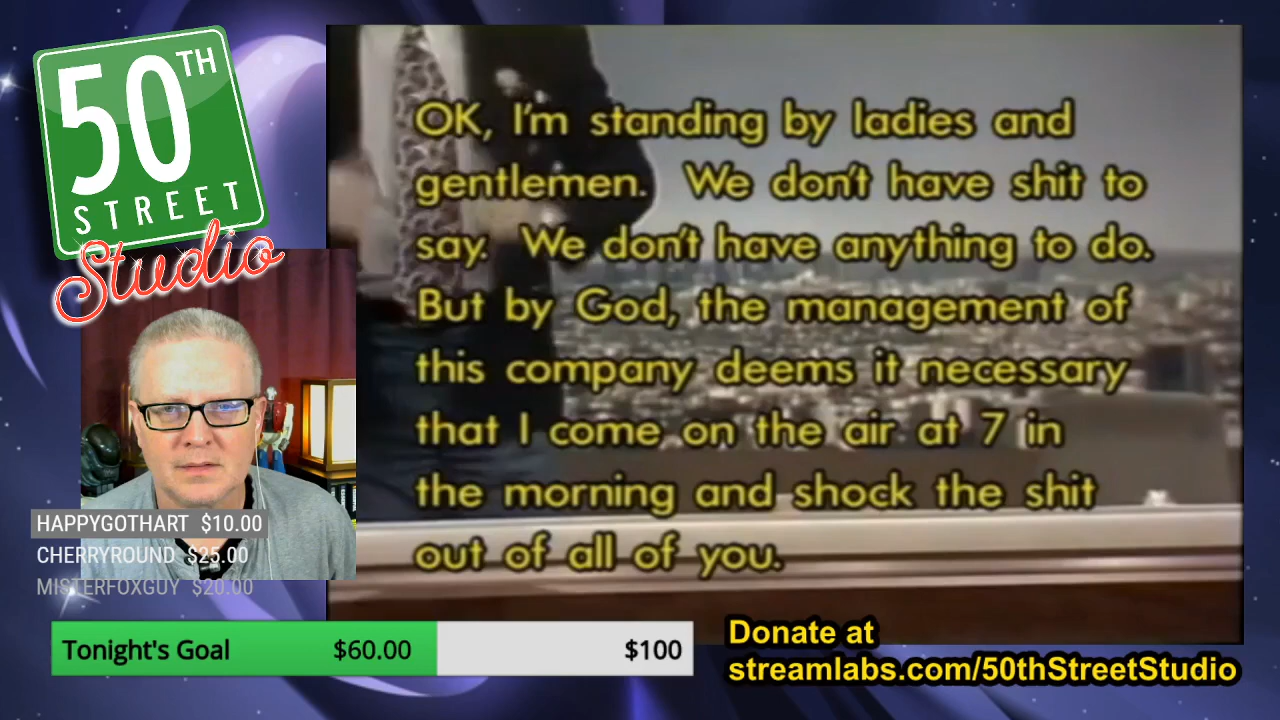 50TH
STREET
Studio
OK, I'm standing by ladies and
gentlemen. We don't have shit to
say. We don't have anything to do.
But by God, the management of
this company deems it necessary
that I come on the air at 7 in
the morning and shock the shit
out of all of you.
HAPPYGOTHART $10.00
CHERRYROUND $25.00
MISTERFOXGUY $20.00
Tonight's Goal $60.00 $100
Donate at
streamlabs.com/50thStreetStudio